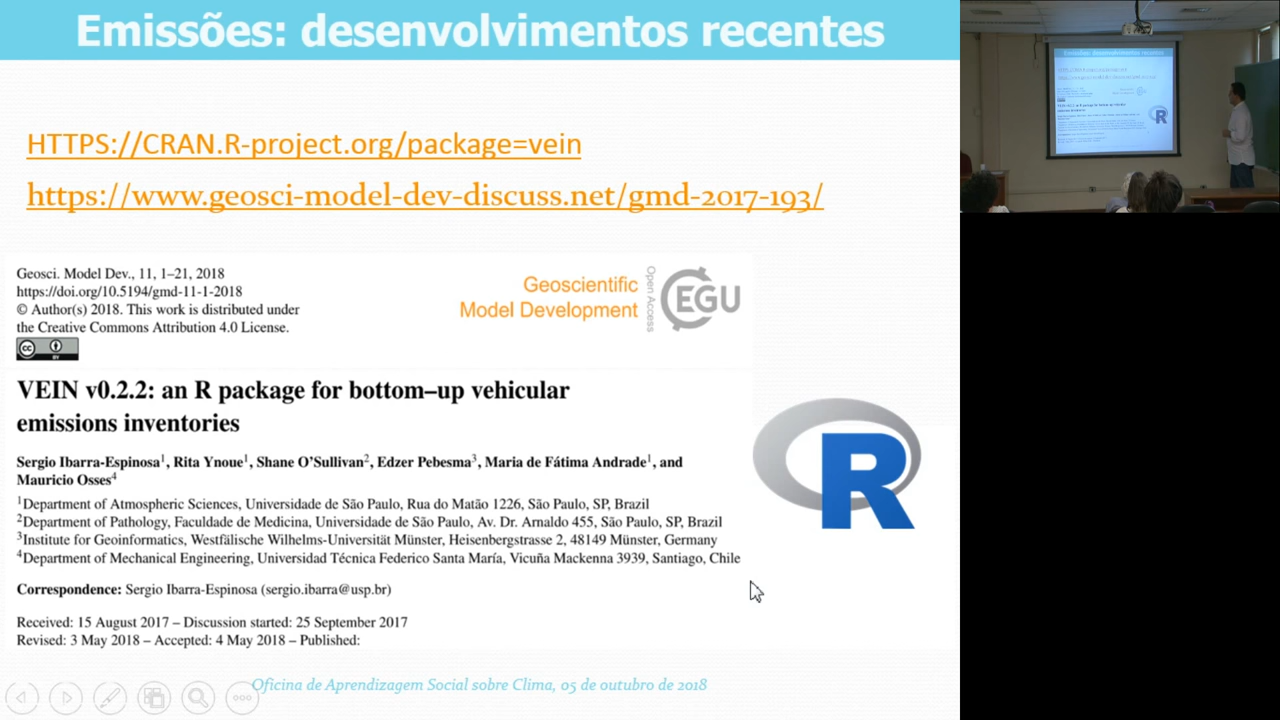 Emissões: desenvolvimentos recentes
HTTPS://CRAN.R-project.org/package=vein
https://www.geosci-model-dev-discuss.net/gmd-2017-193/
Geosci. Model Dev., 11, 1–21, 2018
https://doi.org/10.5194/gmd-11-1-2018
© Author(s) 2018. This work is distributed under
the Creative Commons Attribution 4.0 License.
cc
BY
Geoscientific
Model Development
Open Access
EGU
VEIN v0.2.2: an R package for bottom–up vehicular
emissions inventories
Sergio Ibarra-Espinosa1, Rita Ynoue1, Shane O'Sullivan2, Edzer Pebesma3, Maria de Fátima Andrade1, and
Mauricio Osses4
1Department of Atmospheric Sciences, Universidade de São Paulo, Rua do Matão 1226, São Paulo, SP, Brazil
2Department of Pathology, Faculdade de Medicina, Universidade de São Paulo, Av. Dr. Arnaldo 455, São Paulo, SP, Brazil
3Institute for Geoinformatics, Westfälische Wilhelms-Universität Münster, Heisenbergstrasse 2, 48149 Münster, Germany
4Department of Mechanical Engineering, Universidad Técnica Federico Santa María, Vicuña Mackenna 3939, Santiago, Chile
Correspondence: Sergio Ibarra-Espinosa (sergio.ibarra@usp.br)
Received: 15 August 2017 – Discussion started: 25 September 2017
Revised: 3 May 2018 – Accepted: 4 May 2018 – Published:
R
Oficina de Aprendizagem Social sobre Clima, 05 de outubro de 2018
Emissões: desenvolvimentos recentes
R